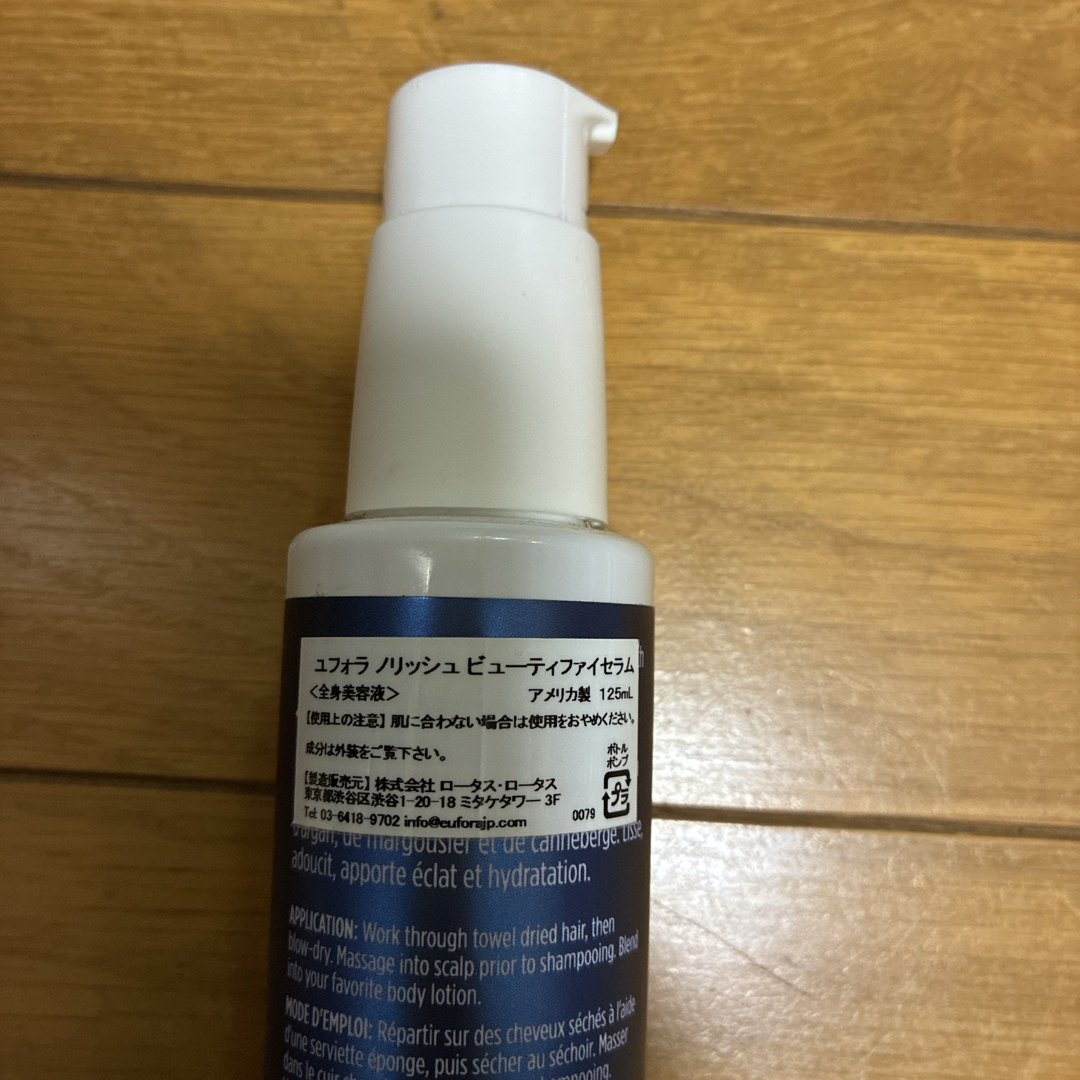 ユフォラ ノリッシュ ビューティファイセラム
＜全身美容液＞ アメリカ製 125mL
【使用上の注意】肌に合わない場合は使用をおやめください。
成分は外装をご覧下さい。
ボトル
ポンプ
プラ
【製造販売元】株式会社 ロータス・ロータス
東京都渋谷区渋谷1-20-18 ミタケタワー 3F
Tel: 03-6418-9702 info@euforajp.com 0079
d'argan, de margousier et de canneberge. Lisse,
adoucit, apporte éclat et hydratation.
APPLICATION: Work through towel dried hair, then
blow-dry. Massage into scalp prior to shampooing. Blend
into your favorite body lotion.
MODE D'EMPLOI: Répartir sur des cheveux séchés à l'aide
d'une serviette éponge, puis sécher au séchoir. Masser
dans le cuir